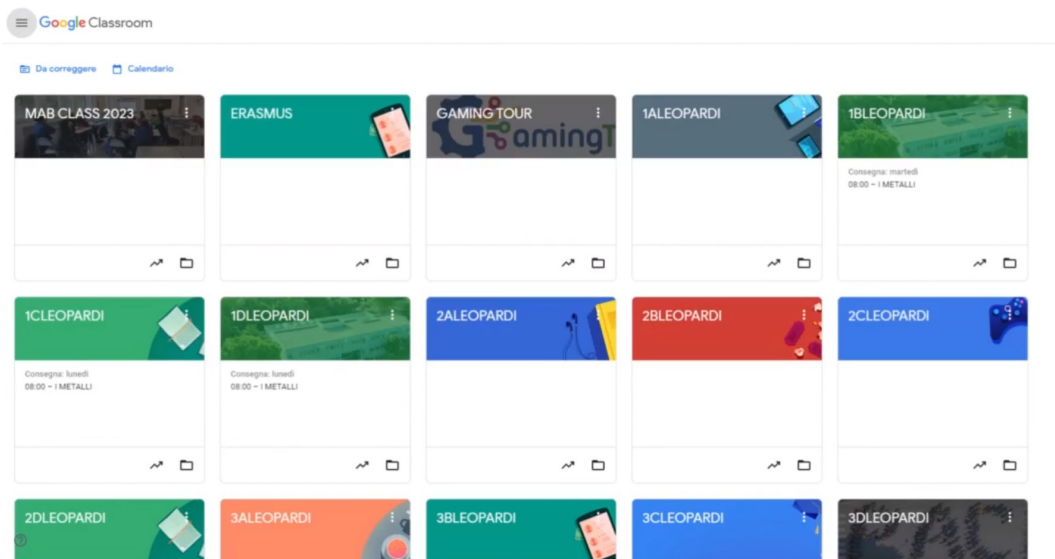 Google Classroom
Da correggere
Calendario
MAB CLASS 2023
ERASMUS
GAMING TOUR
GamingT
1ALEOPARDI
1BLEOPARDI
Consegna: martedì
08:00 – I METALLI
1CLEOPARDI
Consegna: lunedì
08:00 – I METALLI
1DLEOPARDI
Consegna: lunedì
08:00 – I METALLI
2ALEOPARDI
2BLEOPARDI
2CLEOPARDI
2DLEOPARDI
3ALEOPARDI
3BLEOPARDI
3CLEOPARDI
3DLEOPARDI